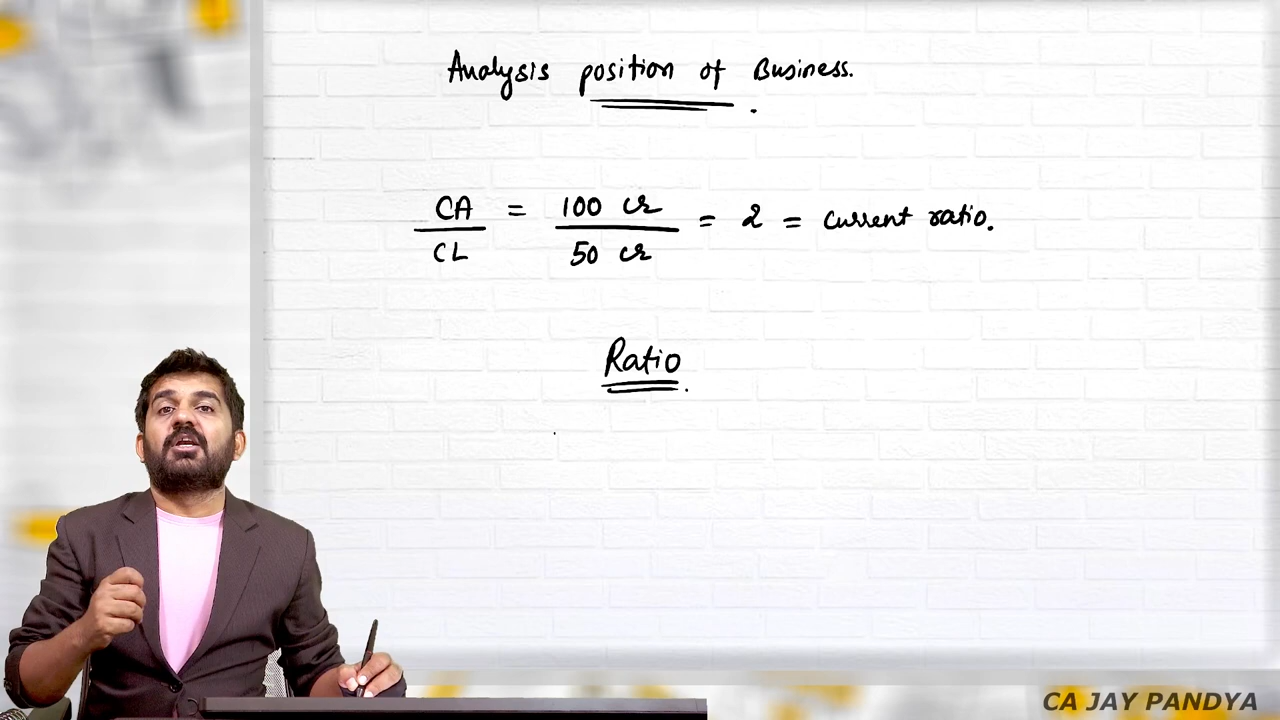 Analysis position of Business.
CA / CL = 100 cr / 50 cr = 2 = Current ratio.
Ratio.
CA JAY PANDYA